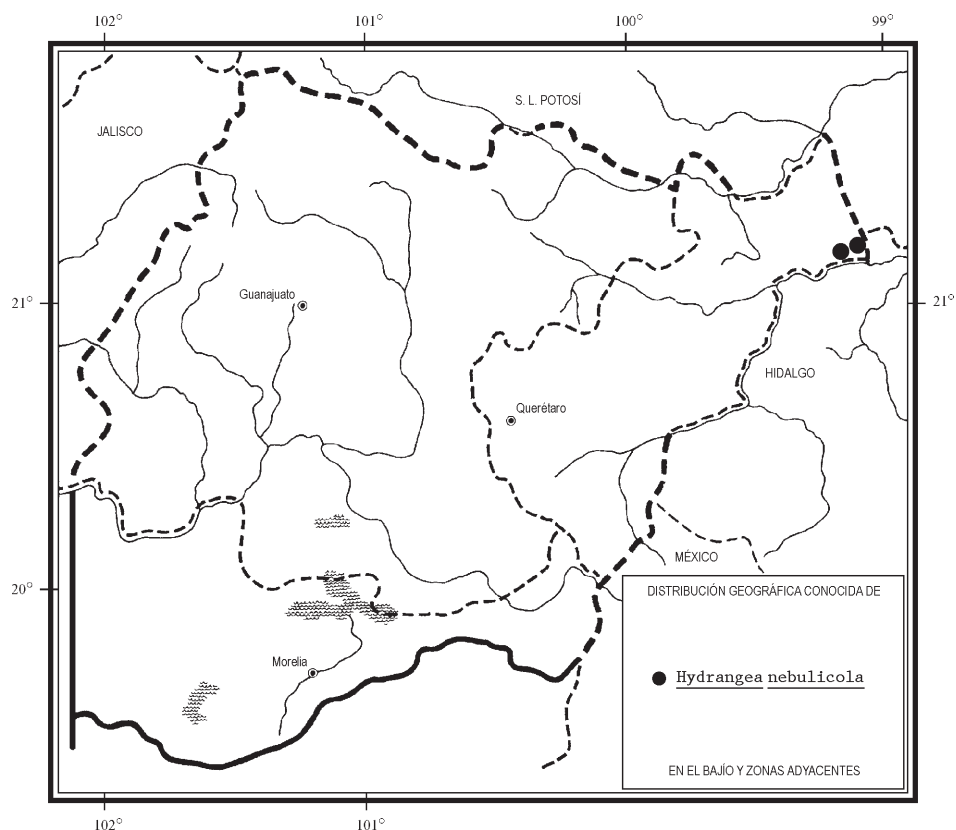 102° 101° 100° 99°
S. L. POTOSÍ
JALISCO
Guanajuato
21° 21°
HIDALGO
Querétaro
MÉXICO
20°
DISTRIBUCIÓN GEOGRÁFICA CONOCIDA DE
Morelia
Hydrangea nebulicola
EN EL BAJÍO Y ZONAS ADYACENTES
102° 101°